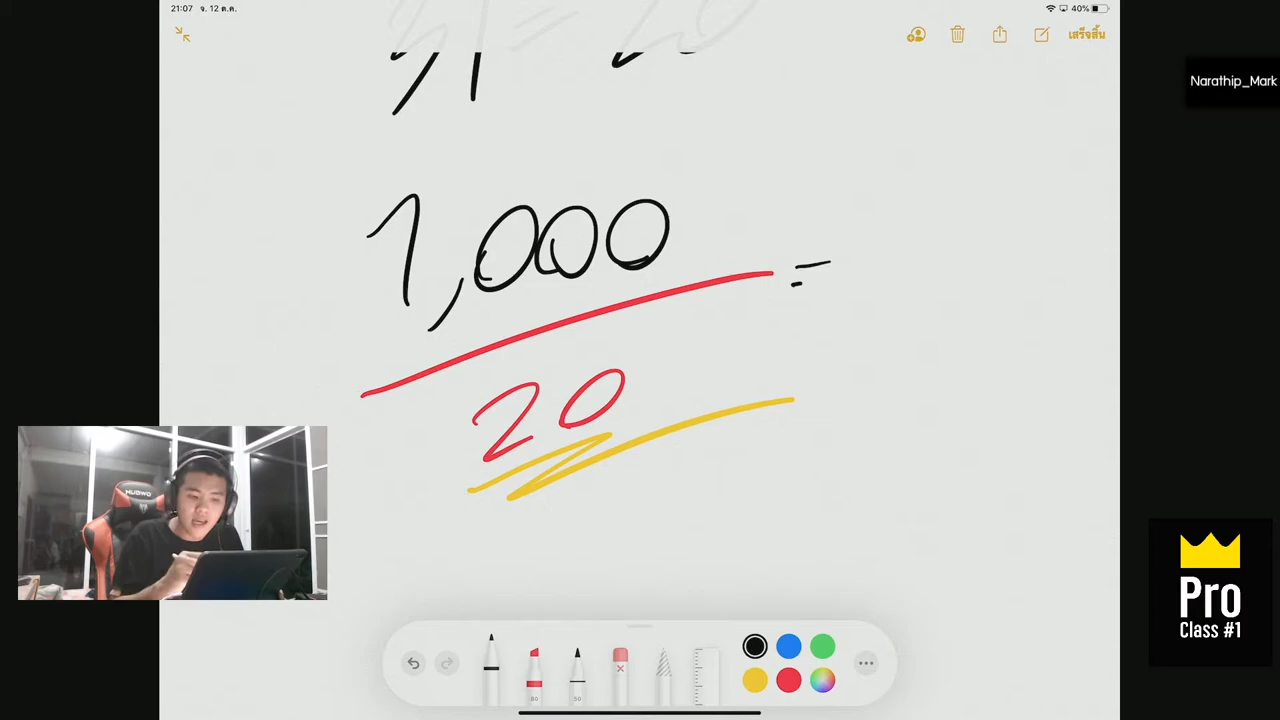 21:07 จ. 12 ต.ค.
40%
เสร็จสิ้น
Narathip_Mark
1,000 =
20
Pro
Class #1